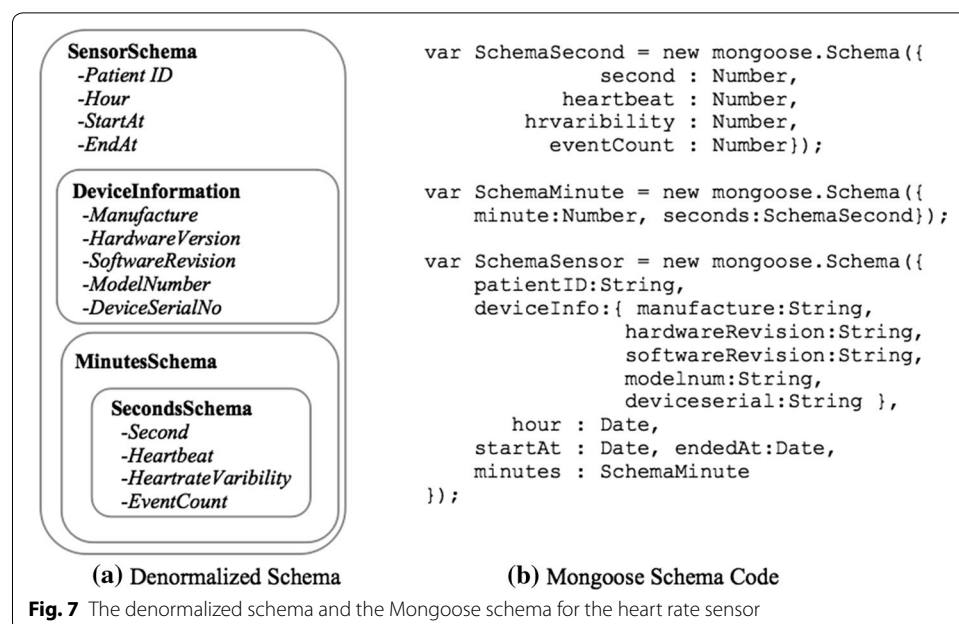 SensorSchema
-Patient ID
-Hour
-StartAt
-EndAt
DeviceInformation
-Manufacture
-HardwareVersion
-SoftwareRevision
-ModelNumber
-DeviceSerialNo
MinutesSchema
SecondsSchema
-Second
-Heartbeat
-HeartrateVaribility
-EventCount
(a) Denormalized Schema
var SchemaSecond = new mongoose.Schema({
second : Number,
heartbeat : Number,
hrvaribility : Number,
eventCount : Number});
var SchemaMinute = new mongoose.Schema({
minute:Number, seconds:SchemaSecond});
var SchemaSensor = new mongoose.Schema({
patientID:String,
deviceInfo:{ manufacture:String,
hardwareRevision:String,
softwareRevision:String,
modelnum:String,
deviceserial:String },
hour : Date,
startAt : Date, endedAt:Date,
minutes : SchemaMinute
});
(b) Mongoose Schema Code
Fig. 7 The denormalized schema and the Mongoose schema for the heart rate sensor